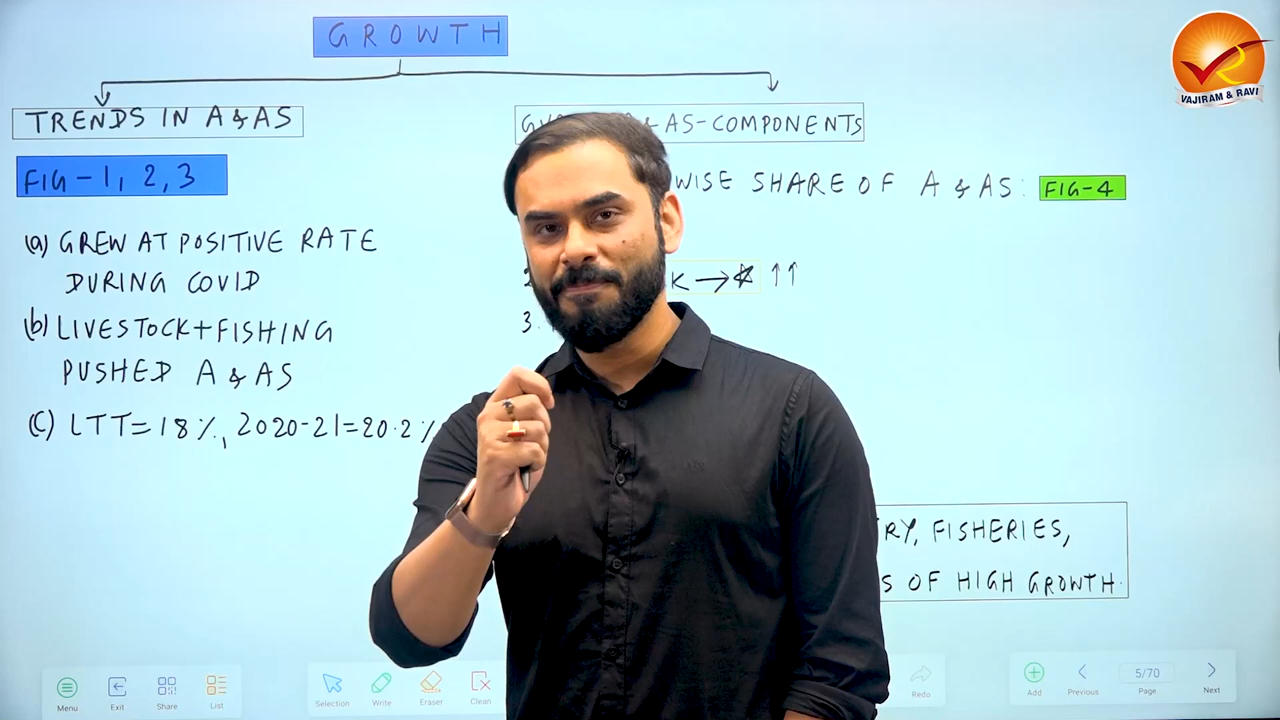 GROWTH
VAJIRAM & RAVI
TRENDS IN A & AS
& AS-COMPONENTS
FIG-1, 2, 3
WISE SHARE OF A & AS: FIG-4
(a) GREW AT POSITIVE RATE
DURING COVID
K → ↑↑
(b) LIVESTOCK+FISHING
3.
PUSHED A & AS
(c) LTT=18%, 2020-21=20.2%
RY, FISHERIES,
S OF HIGH GROWTH.
Menu Exit Share List Selection Write Eraser Clean Redo Add Previous 5/70 Page Next